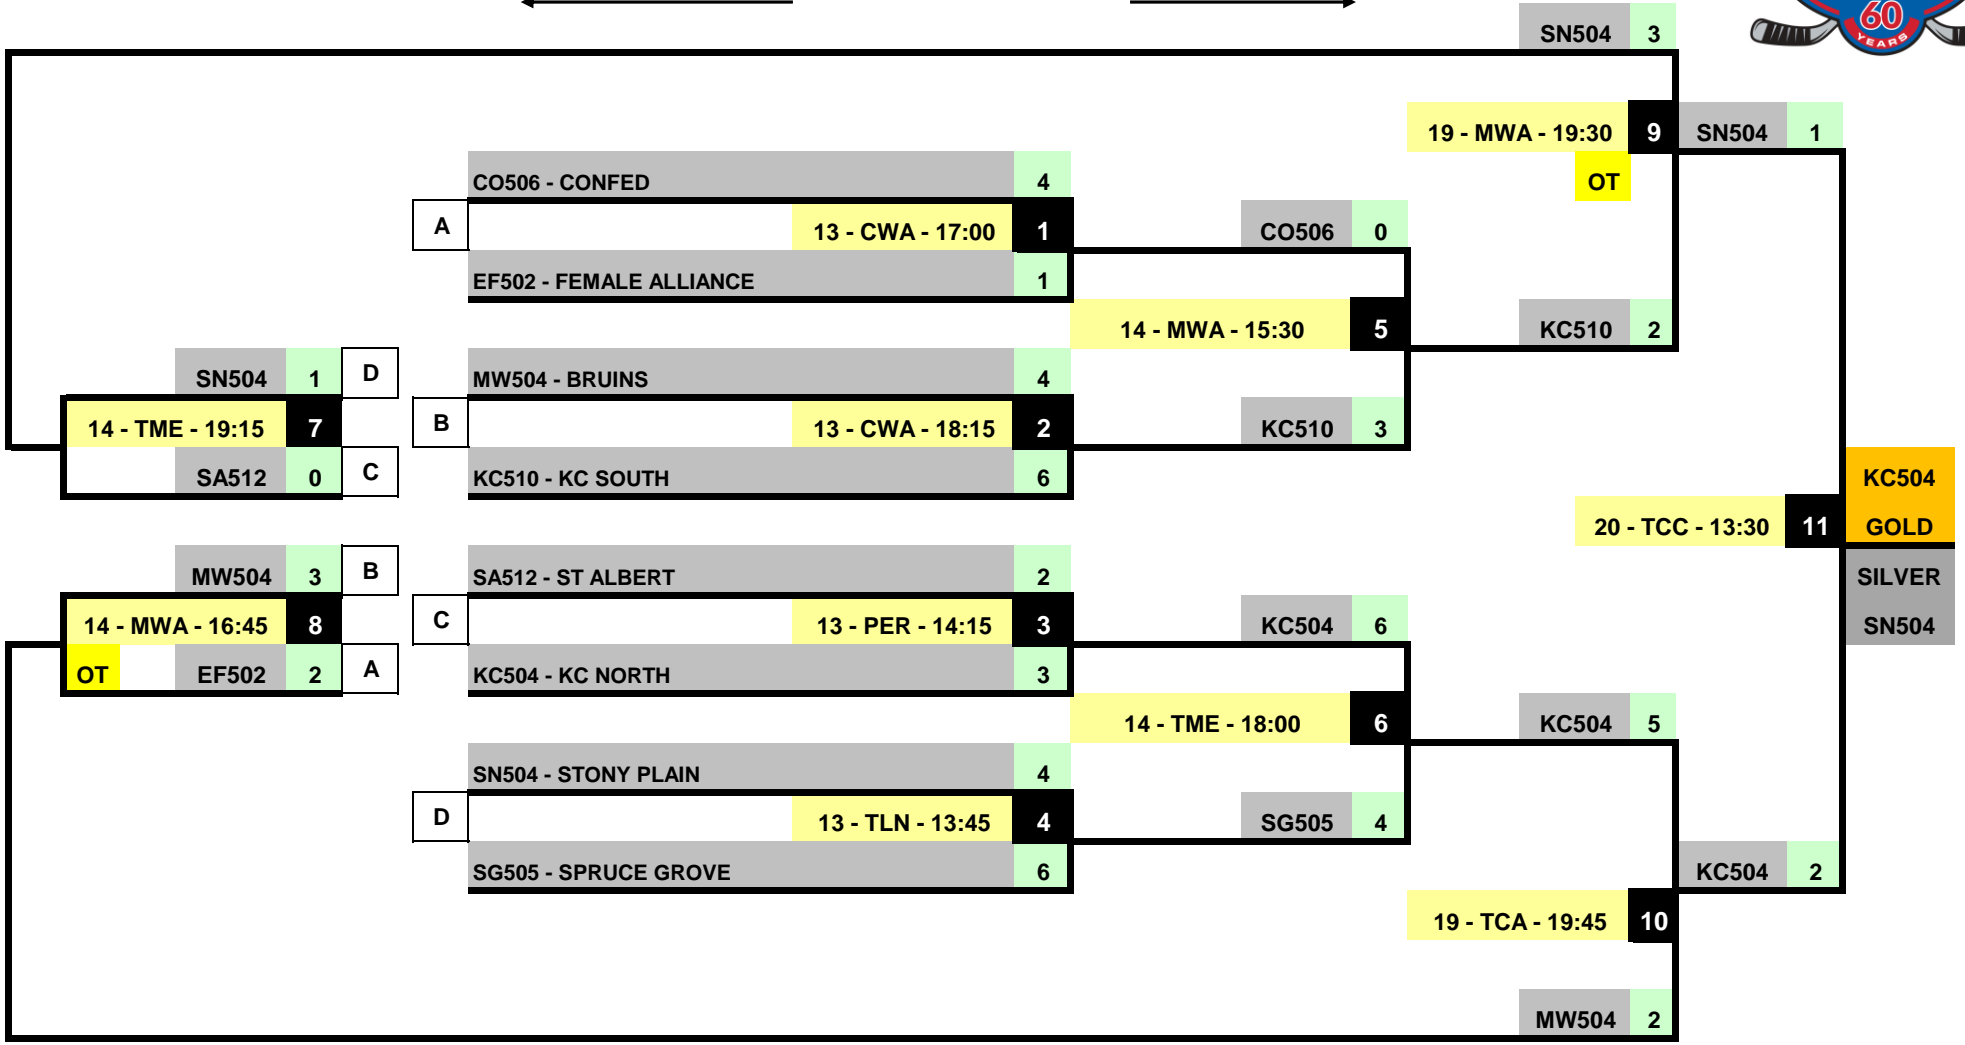 60
YEARS
SN504 3
19 - MWA - 19:30 9 SN504 1
OT
CO506 - CONFED 4
A 13 - CWA - 17:00 1 CO506 0
EF502 - FEMALE ALLIANCE 1
14 - MWA - 15:30 5 KC510 2
SN504 1 D MW504 - BRUINS 4
14 - TME - 19:15 7 B 13 - CWA - 18:15 2 KC510 3
SA512 0 C KC510 - KC SOUTH 6 KC504
20 - TCC - 13:30 11 GOLD
MW504 3 B SA512 - ST ALBERT 2 SILVER
14 - MWA - 16:45 8 C 13 - PER - 14:15 3 KC504 6 SN504
OT EF502 2 A KC504 - KC NORTH 3
14 - TME - 18:00 6 KC504 5
SN504 - STONY PLAIN 4
D 13 - TLN - 13:45 4 SG505 4
SG505 - SPRUCE GROVE 6 KC504 2
19 - TCA - 19:45 10
MW504 2